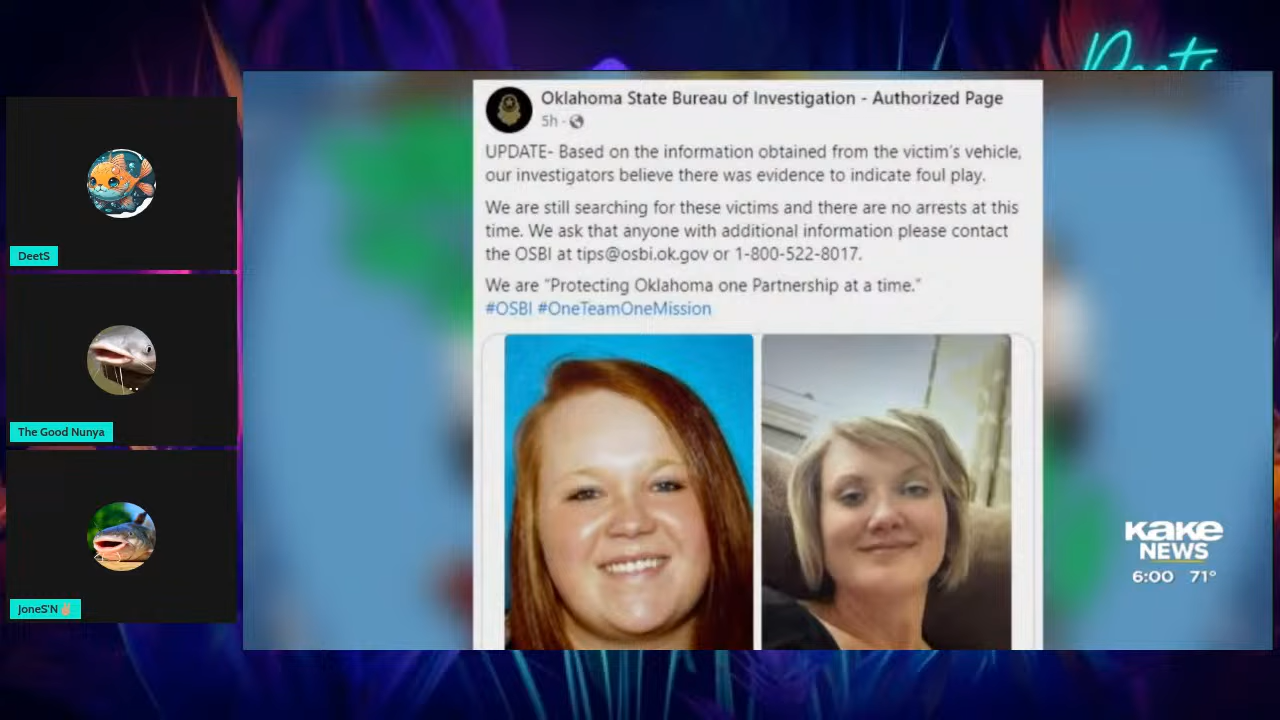 Deets
Oklahoma State Bureau of Investigation - Authorized Page
5h ·
UPDATE- Based on the information obtained from the victim's vehicle,
our investigators believe there was evidence to indicate foul play.
We are still searching for these victims and there are no arrests at this
time. We ask that anyone with additional information please contact
the OSBI at tips@osbi.ok.gov or 1-800-522-8017.
We are "Protecting Oklahoma one Partnership at a time."
#OSBI #OneTeamOneMission
DeetS
The Good Nunya
JoneS'N ✌🏼
KAKE
NEWS
6:00 71°